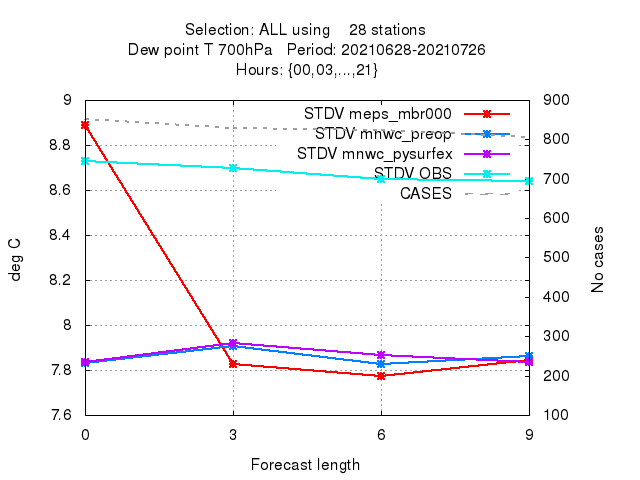 Selection: ALL using 28 stations
Dew point T 700hPa Period: 20210628-20210726
Hours: {00,03,...,21}
9
8.8
8.6
8.4
8.2
8
7.8
7.6
deg C
900
800
700
600
500
400
300
200
100
No cases
STDV meps_mbr000
STDV mnwc_preop
STDV mnwc_pysurfex
STDV OBS
CASES
0 3 6 9
Forecast length